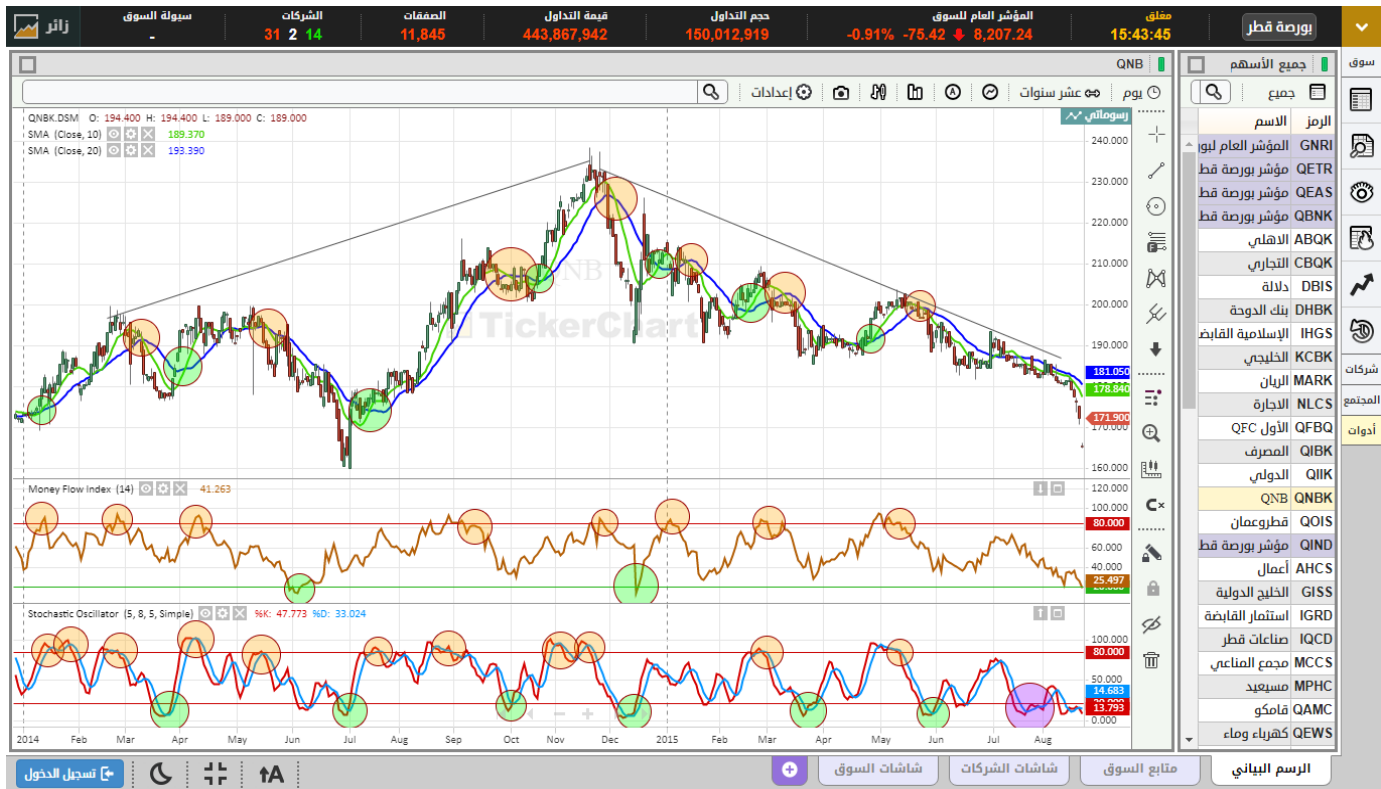 زائر
سيولة السوق
-
الشركات
31 2 14
الصفقات
11,845
قيمة التداول
443,867,942
حجم التداول
150,012,919
المؤشر العام للسوق
-0.91% -75.42 8,207.24
مغلق
15:43:45
بورصة قطر
QNB
إعدادات
عشر سنوات
يوم
رسوماتي
QNBK.DSM O: 194.400 H: 194.400 L: 189.000 C: 189.000
SMA (Close, 10) 189.370
SMA (Close, 20) 193.390
QNB
TickerChart
240.000
230.000
220.000
210.000
200.000
190.000
181.050
178.840
171.900
170.000
160.000
Money Flow Index (14) 41.263
120.000
100.000
80.000
60.000
40.000
25.497
Stochastic Oscillator (5, 8, 5, Simple) %K: 47.773 %D: 33.024
100.000
80.000
50.000
14.683
13.793
0.000
2014 Feb Mar Apr May Jun Jul Aug Sep Oct Nov Dec 2015 Feb Mar Apr May Jun Jul Aug
جميع الأسهم
جميع
الرمز الاسم
GNRI المؤشر العام لبور
QETR مؤشر بورصة قط
QEAS مؤشر بورصة قط
QBNK مؤشر بورصة قط
ABQK الاهلي
CBQK التجاري
DBIS دلالة
DHBK بنك الدوحة
IHGS الإسلامية القابض
KCBK الخليجي
MARK الريان
NLCS الاجارة
QFBQ الأول QFC
QIBK المصرف
QIIK الدولي
QNBK QNB
QOIS قطروعمان
QIND مؤشر بورصة قط
AHCS أعمال
GISS الخليج الدولية
IGRD استثمار القابضة
IQCD صناعات قطر
MCCS مجمع المناعي
MPHC مسيعيد
QAMC قامكو
QEWS كهرباء وماء
سوق
شركات
المجتمع
أدوات
الرسم البياني
متابع السوق
شاشات الشركات
شاشات السوق
A
تسجيل الدخول